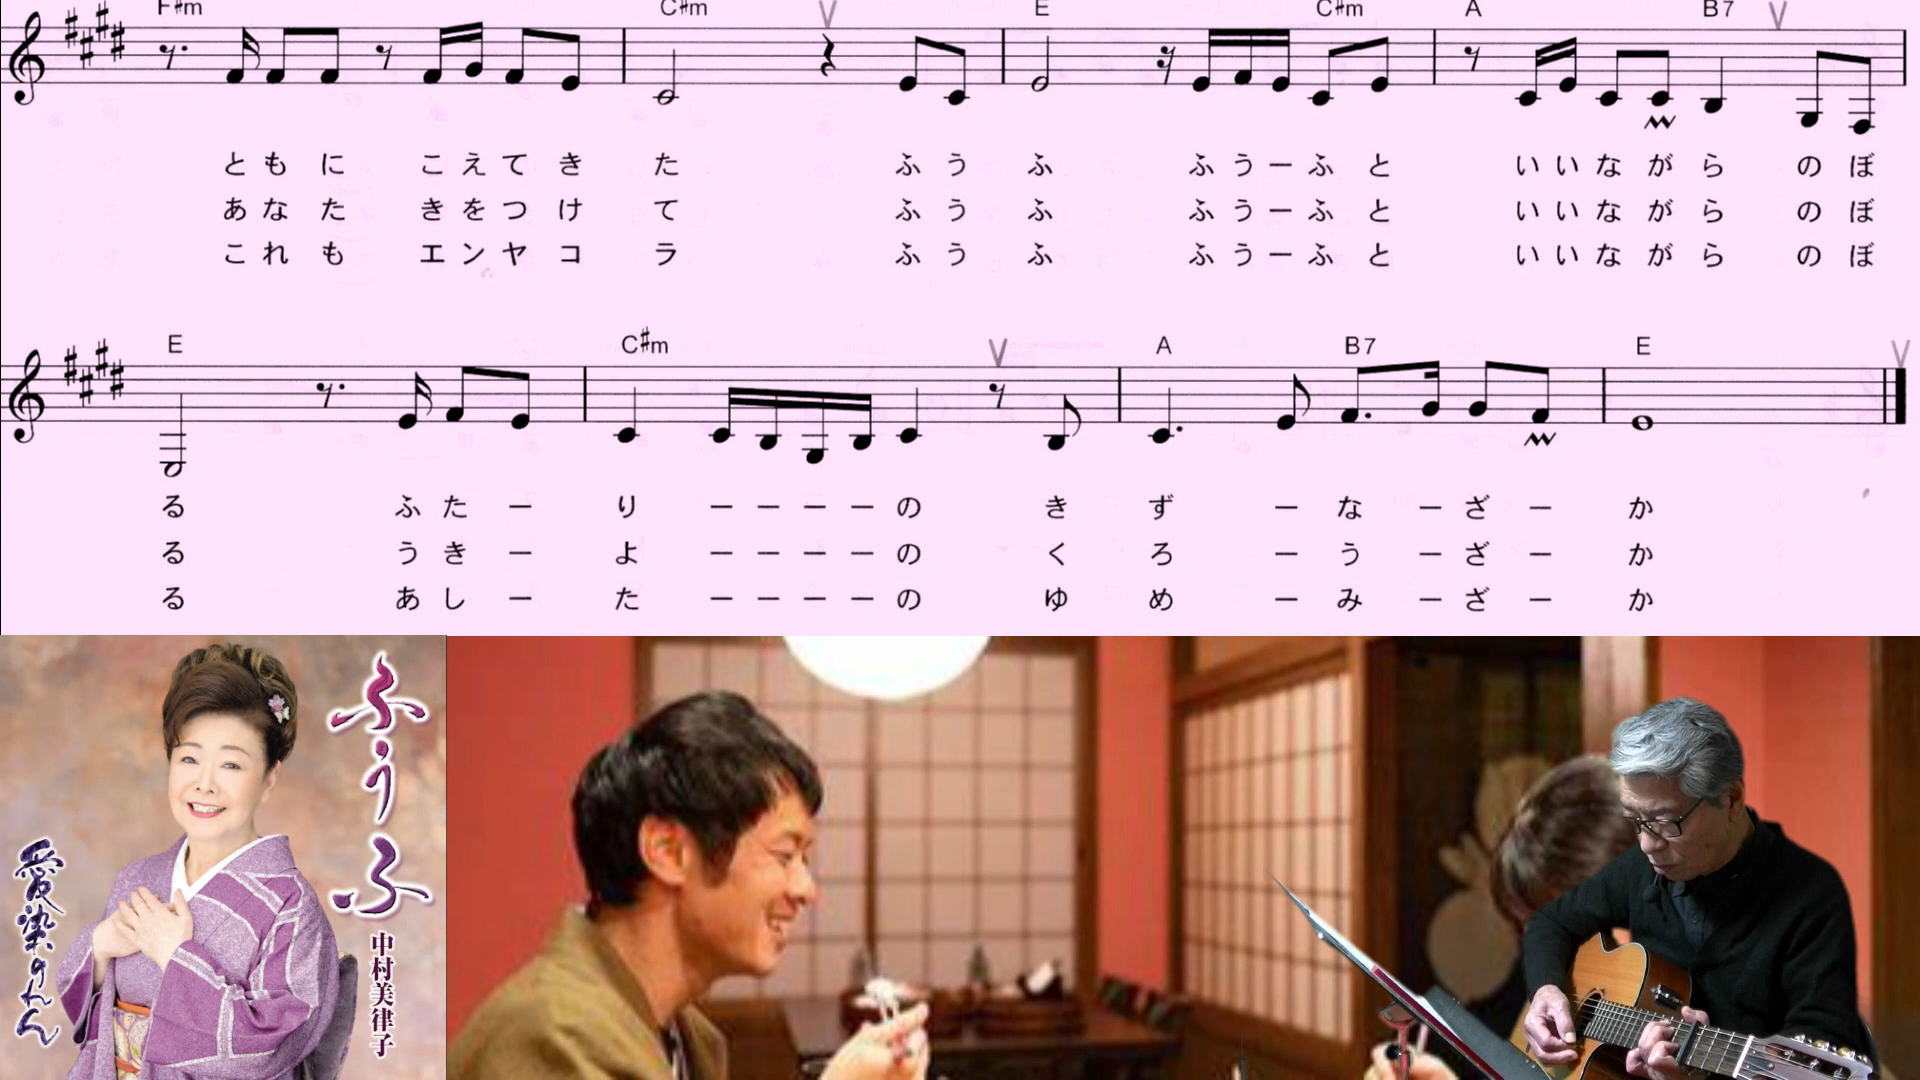 F#m C#m E C#m A B7
ともに こえてき た ふう ふ ふうーふと いいながら のぼ
あなた きをつけ て ふう ふ ふうーふと いいながら のぼ
これも エンヤコ ラ ふう ふ ふうーふと いいながら のぼ
E C#m A B7 E
る ふたー り ーーーーの き ず ーなーざー か
る うきー よ ーーーーの く ろ ーうーざー か
る あしー た ーーーーの ゆ め ーみーざー か
ふうふ
中村美律子
愛染かれん